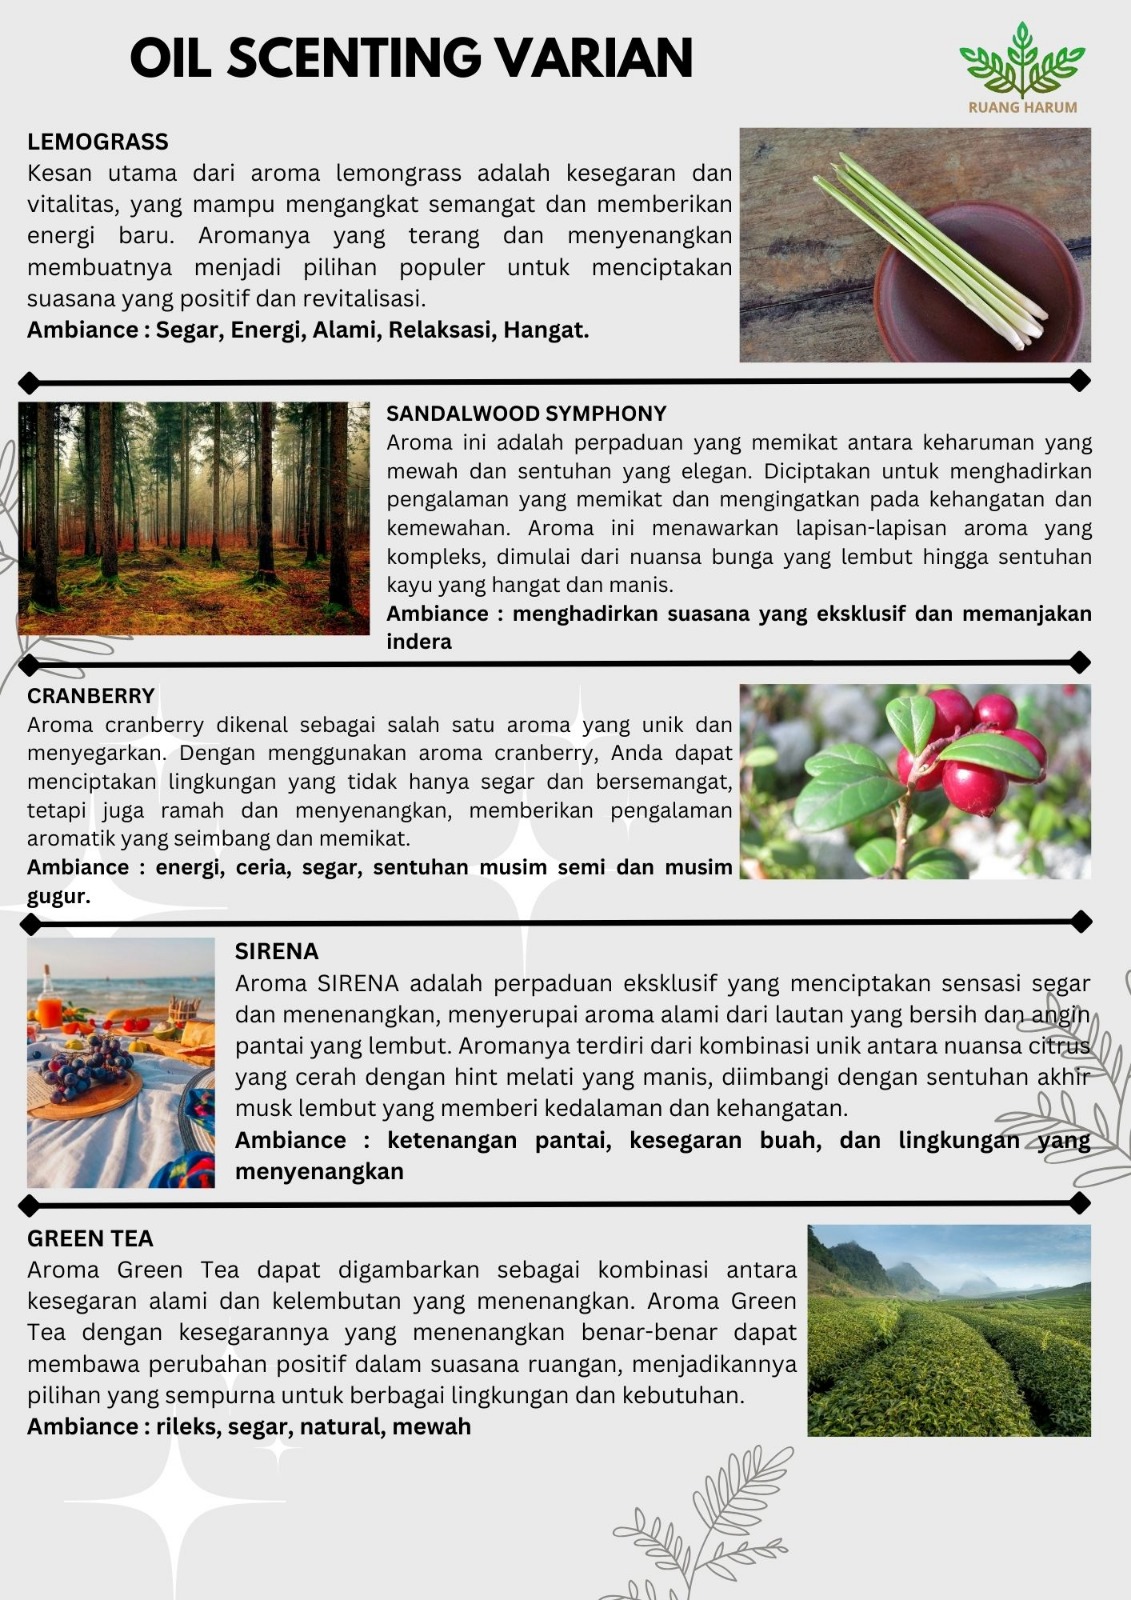 OIL SCENTING VARIAN
RUANG HARUM
LEMOGRASS
Kesan utama dari aroma lemongrass adalah kesegaran dan
vitalitas, yang mampu mengangkat semangat dan memberikan
energi baru. Aromanya yang terang dan menyenangkan
membuatnya menjadi pilihan populer untuk menciptakan
suasana yang positif dan revitalisasi.
Ambiance : Segar, Energi, Alami, Relaksasi, Hangat.
SANDALWOOD SYMPHONY
Aroma ini adalah perpaduan yang memikat antara keharuman yang
mewah dan sentuhan yang elegan. Diciptakan untuk menghadirkan
pengalaman yang memikat dan mengingatkan pada kehangatan dan
kemewahan. Aroma ini menawarkan lapisan-lapisan aroma yang
kompleks, dimulai dari nuansa bunga yang lembut hingga sentuhan
kayu yang hangat dan manis.
Ambiance : menghadirkan suasana yang eksklusif dan memanjakan
indera
CRANBERRY
Aroma cranberry dikenal sebagai salah satu aroma yang unik dan
menyegarkan. Dengan menggunakan aroma cranberry, Anda dapat
menciptakan lingkungan yang tidak hanya segar dan bersemangat,
tetapi juga ramah dan menyenangkan, memberikan pengalaman
aromatik yang seimbang dan memikat.
Ambiance : energi, ceria, segar, sentuhan musim semi dan musim
gugur.
SIRENA
Aroma SIRENA adalah perpaduan eksklusif yang menciptakan sensasi segar
dan menenangkan, menyerupai aroma alami dari lautan yang bersih dan angin
pantai yang lembut. Aromanya terdiri dari kombinasi unik antara nuansa citrus
yang cerah dengan hint melati yang manis, diimbangi dengan sentuhan akhir
musk lembut yang memberi kedalaman dan kehangatan.
Ambiance : ketenangan pantai, kesegaran buah, dan lingkungan yang
menyenangkan
GREEN TEA
Aroma Green Tea dapat digambarkan sebagai kombinasi antara
kesegaran alami dan kelembutan yang menenangkan. Aroma Green
Tea dengan kesegarannya yang menenangkan benar-benar dapat
membawa perubahan positif dalam suasana ruangan, menjadikannya
pilihan yang sempurna untuk berbagai lingkungan dan kebutuhan.
Ambiance : rileks, segar, natural, mewah